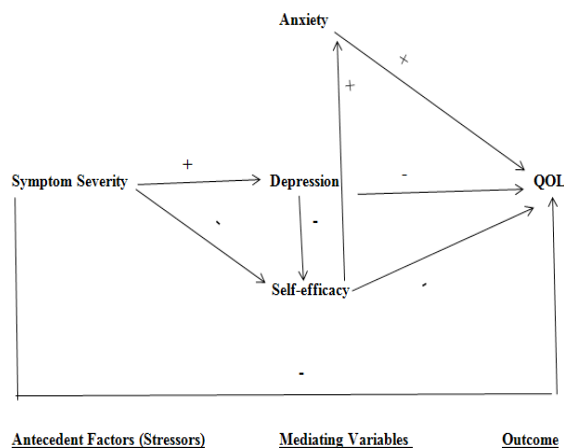 Anxiety
+
+
+
Symptom Severity Depression - QOL
- -
Self-efficacy -
-
Antecedent Factors (Stressors) Mediating Variables Outcome